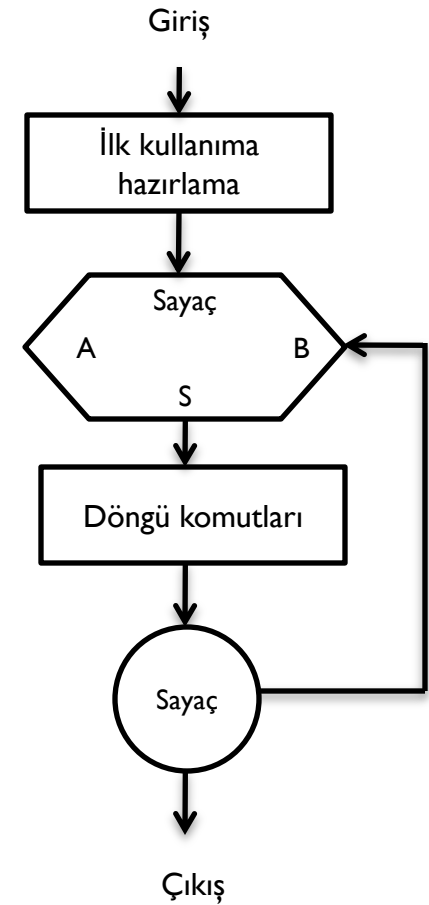 Giriş
İlk kullanıma
hazırlama
Sayaç
A B
S
Döngü komutları
Sayaç
Çıkış